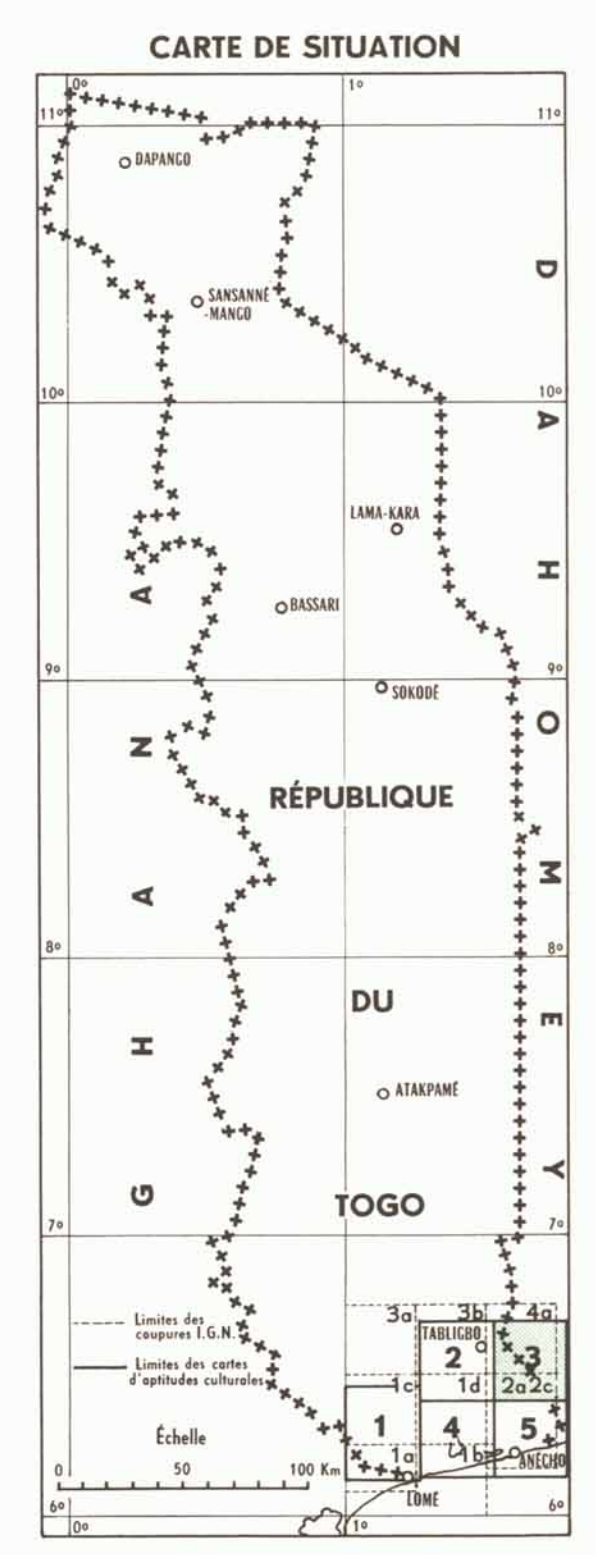 CARTE DE SITUATION
0° 1°
11° 11°
DAPANGO
D
SANSANNÉ
-MANGO
10° 10°
A
LAMA-KARA
H
A
BASSARI
9° 9°
SOKODÉ
O
N
RÉPUBLIQUE
M
A
8° 8°
DU
E
H
ATAKPAMÉ
Y
G
TOGO
7° 7°
3a 3b 4a
Limites des
coupures I.G.N.
TABLIGBO
2 3
Limites des cartes
d'aptitudes culturales
1c 1d 2a 2c
1 4 5
Échelle
1a 1b
ANÉCHO
0 50 100 Km
LOMÉ
6° 6°
0° 1°